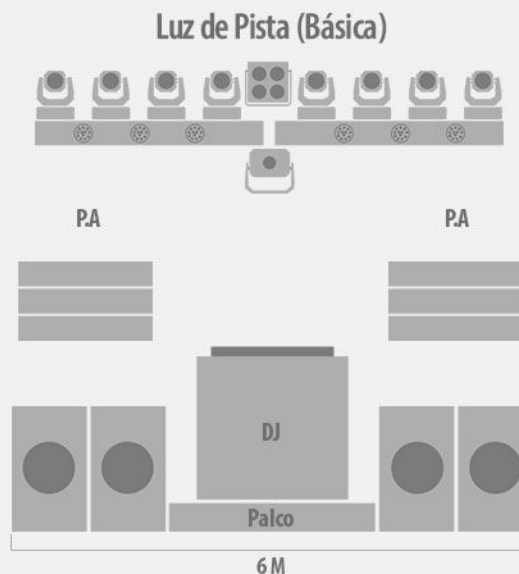 Luz de Pista (Básica)
P.A
P.A
DJ
Palco
6 M